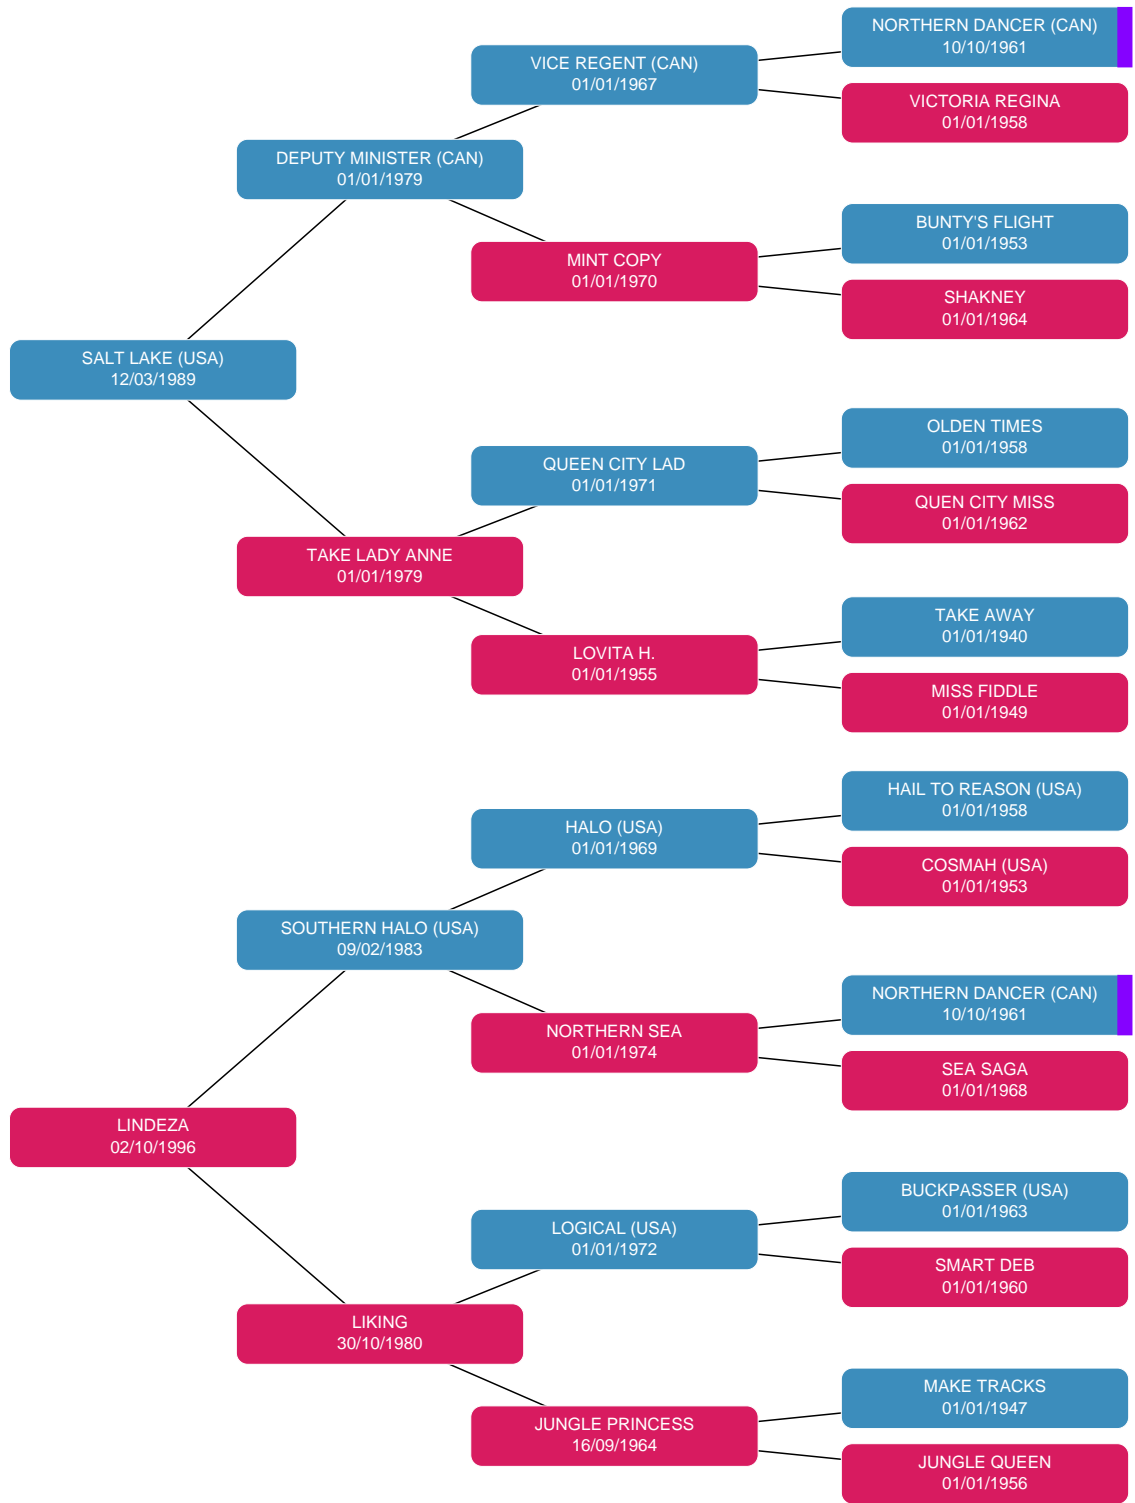 NORTHERN DANCER (CAN)
10/10/1961
VICE REGENT (CAN)
01/01/1967
VICTORIA REGINA
01/01/1958
DEPUTY MINISTER (CAN)
01/01/1979
BUNTY'S FLIGHT
01/01/1953
MINT COPY
01/01/1970
SHAKNEY
01/01/1964
SALT LAKE (USA)
12/03/1989
OLDEN TIMES
01/01/1958
QUEEN CITY LAD
01/01/1971
QUEN CITY MISS
01/01/1962
TAKE LADY ANNE
01/01/1979
TAKE AWAY
01/01/1940
LOVITA H.
01/01/1955
MISS FIDDLE
01/01/1949
HAIL TO REASON (USA)
01/01/1958
HALO (USA)
01/01/1969
COSMAH (USA)
01/01/1953
SOUTHERN HALO (USA)
09/02/1983
NORTHERN DANCER (CAN)
10/10/1961
NORTHERN SEA
01/01/1974
SEA SAGA
01/01/1968
LINDEZA
02/10/1996
BUCKPASSER (USA)
01/01/1963
LOGICAL (USA)
01/01/1972
SMART DEB
01/01/1960
LIKING
30/10/1980
MAKE TRACKS
01/01/1947
JUNGLE PRINCESS
16/09/1964
JUNGLE QUEEN
01/01/1956